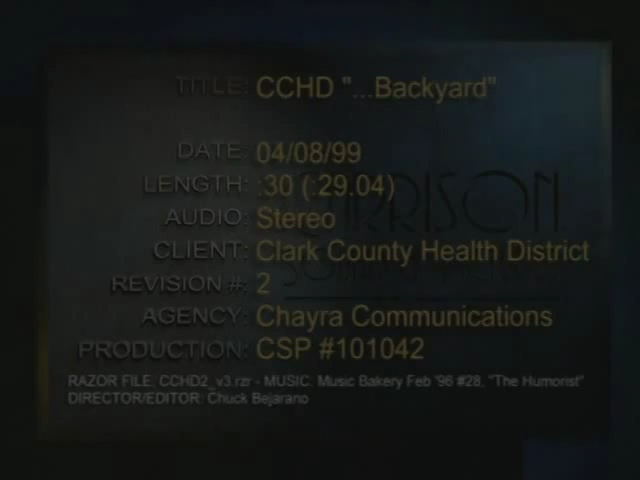 TITLE: CCHD "...Backyard"
DATE: 04/08/99
LENGTH: :30 (:29.04)
AUDIO: Stereo
CLIENT: Clark County Health District
REVISION #: 2
AGENCY: Chayra Communications
PRODUCTION: CSP #101042
RAZOR FILE: CCHD2_v3.rzr - MUSIC: Music Bakery Feb '96 #28, "The Humorist"
DIRECTOR/EDITOR: Chuck Bejarano